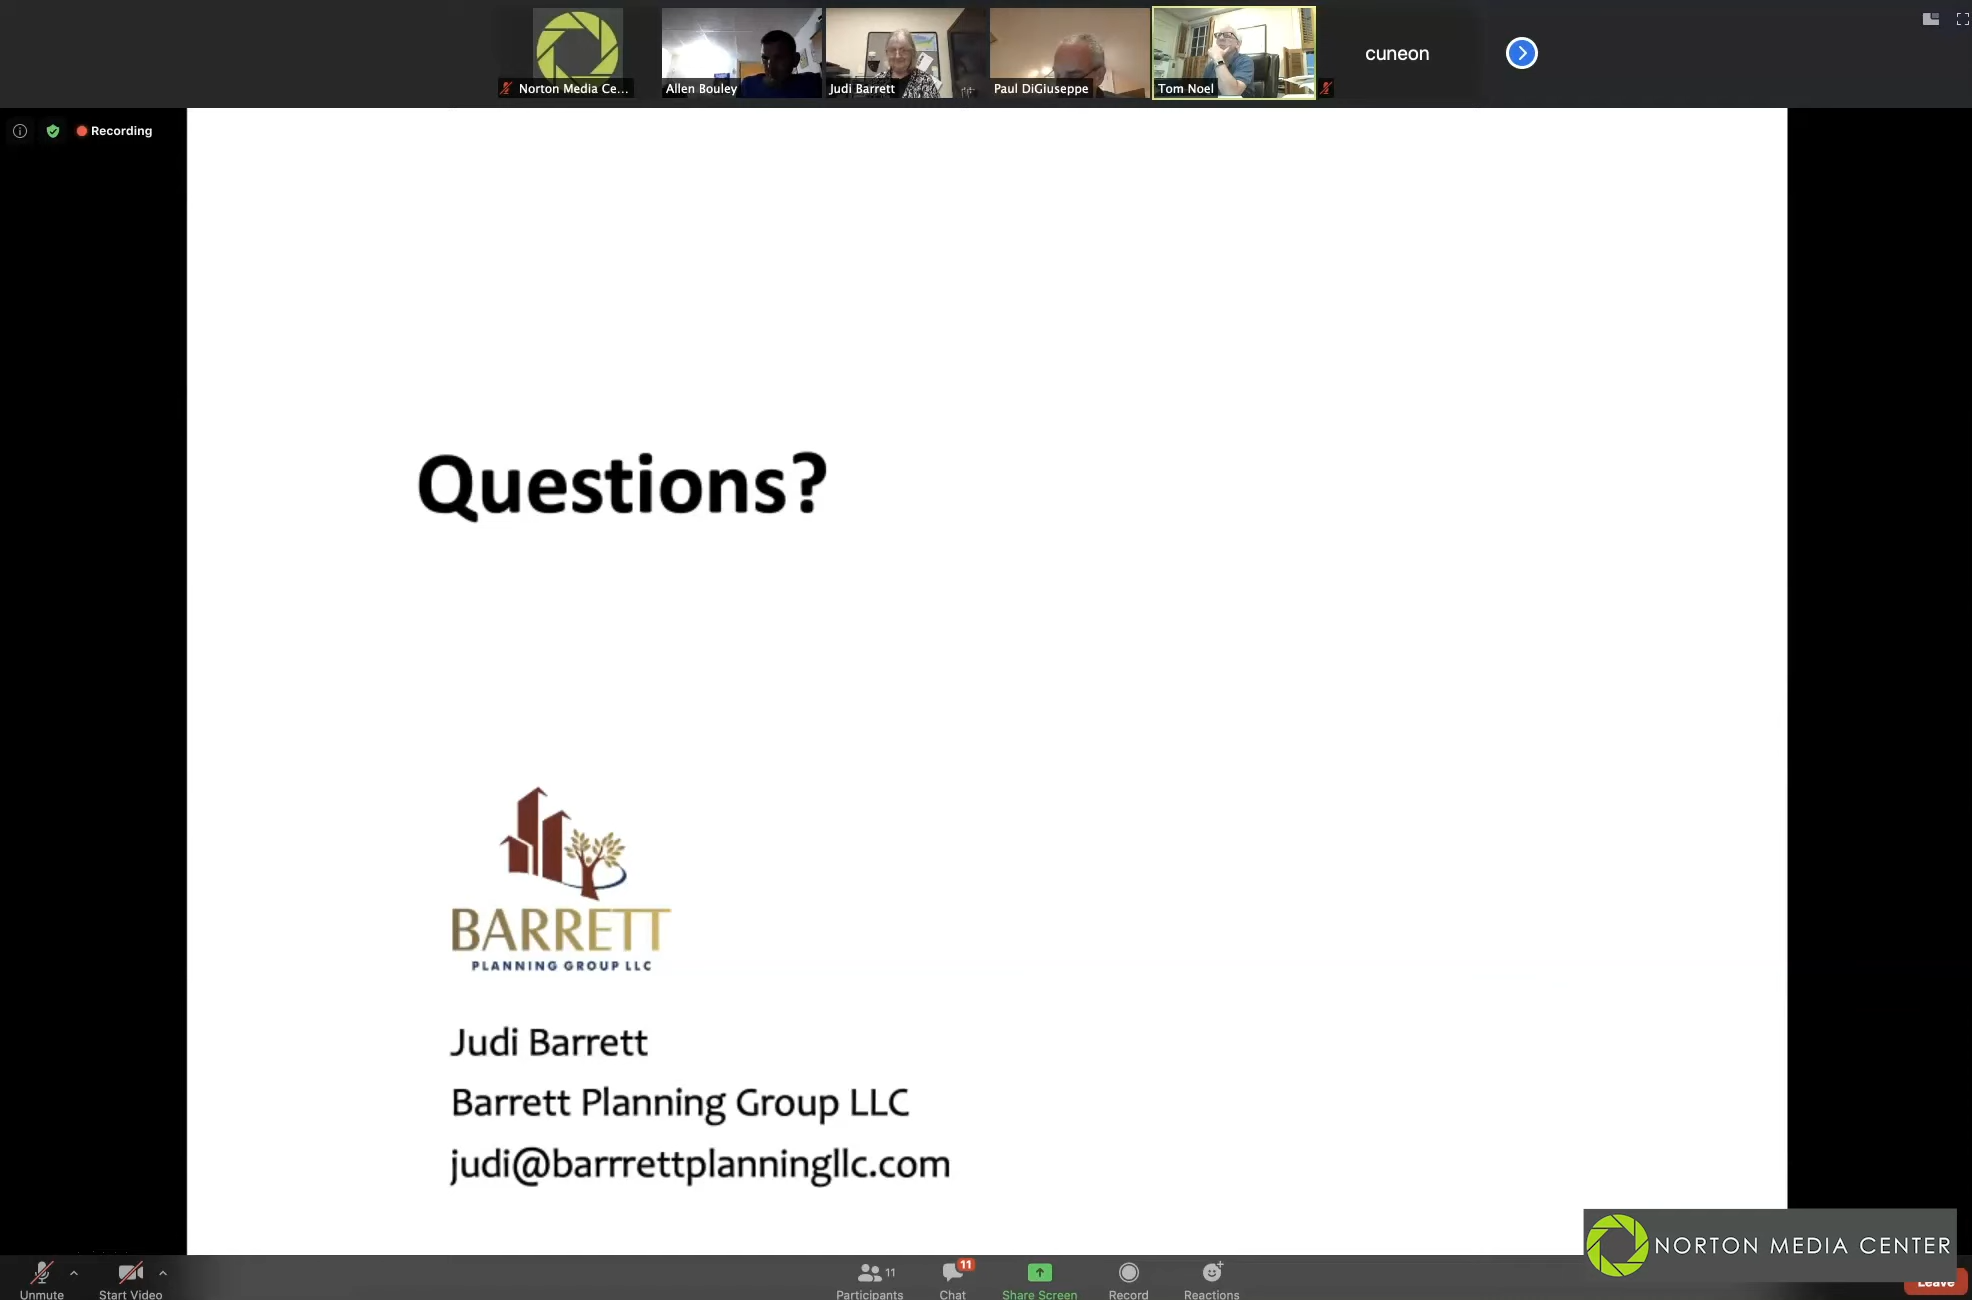 Norton Media Ce...
Allen Bouley
Judi Barrett
Paul DiGiuseppe
Tom Noel
cuneon
Recording
Questions?
BARRETT
PLANNING GROUP LLC
Judi Barrett
Barrett Planning Group LLC
judi@barrrettplanningllc.com
NORTON MEDIA CENTER
Unmute
Start Video
Participants
11
Chat
11
Share Screen
Record
Reactions
Leave